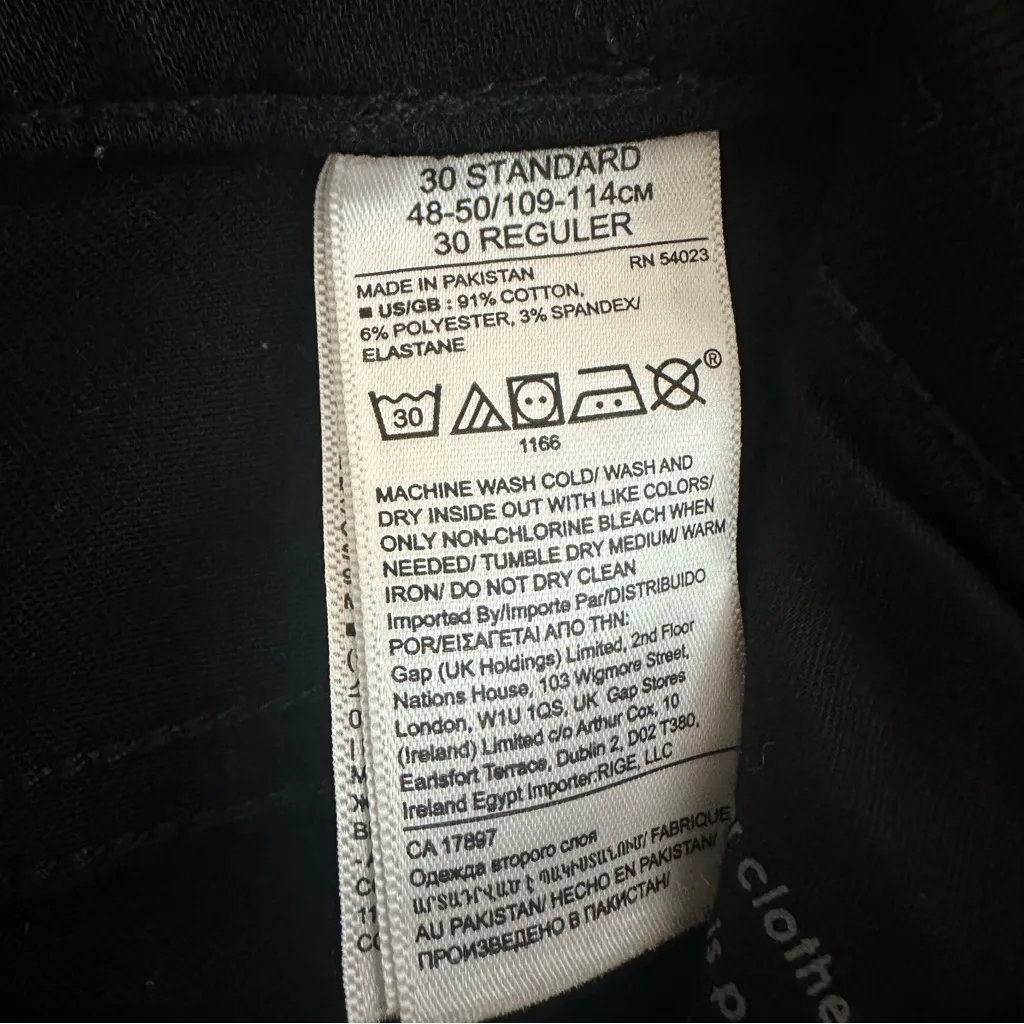 30 STANDARD
48-50/109-114CM
30 REGULER
RN 54023
MADE IN PAKISTAN
■ US/GB : 91% COTTON,
6% POLYESTER, 3% SPANDEX/
ELASTANE
30
®
1166
MACHINE WASH COLD/ WASH AND
DRY INSIDE OUT WITH LIKE COLORS/
ONLY NON-CHLORINE BLEACH WHEN
NEEDED/ TUMBLE DRY MEDIUM/ WARM
IRON/ DO NOT DRY CLEAN
Imported By/Importe Par/DISTRIBUIDO
POR/ΕΙΣΑΓΕΤΑΙ ΑΠΟ ΤΗΝ:
Gap (UK Holdings) Limited, 2nd Floor
Nations House, 103 Wigmore Street,
London, W1U 1QS, UK Gap Stores
(Ireland) Limited c/o Arthur Cox, 10
Earlsfort Terrace, Dublin 2, D02 T380,
Ireland Egypt Importer:RIGE, LLC
CA 17897
Одежда второго слоя
ԱՐՏԱԴՐՎԱԾ Է ՊԱԿԻՍՏԱՆՈՒՄ/ FABRIQUE
AU PAKISTAN/ HECHO EN PAKISTAN/
ПРОИЗВЕДЕНО В ПАКИСТАН/
clothe
is p